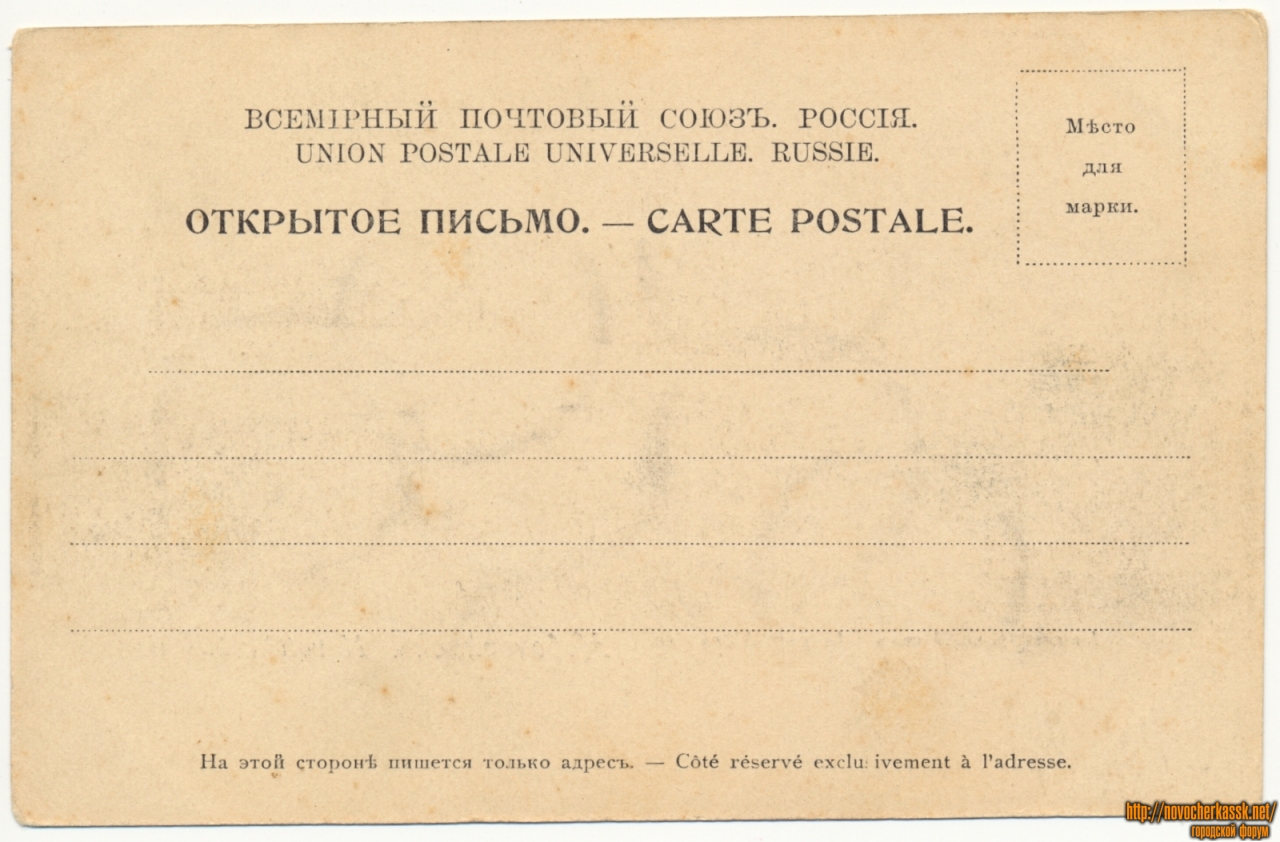 ВСЕМІРНЫЙ ПОЧТОВЫЙ СОЮЗЪ. РОССІЯ.
UNION POSTALE UNIVERSELLE. RUSSIE.
ОТКРЫТОЕ ПИСЬМО. — CARTE POSTALE.
Мѣсто
для
марки.
На этой сторонѣ пишется только адресъ. — Côté réservé exclu: ivement à l'adresse.
http://novocherkassk.net/
городской форум